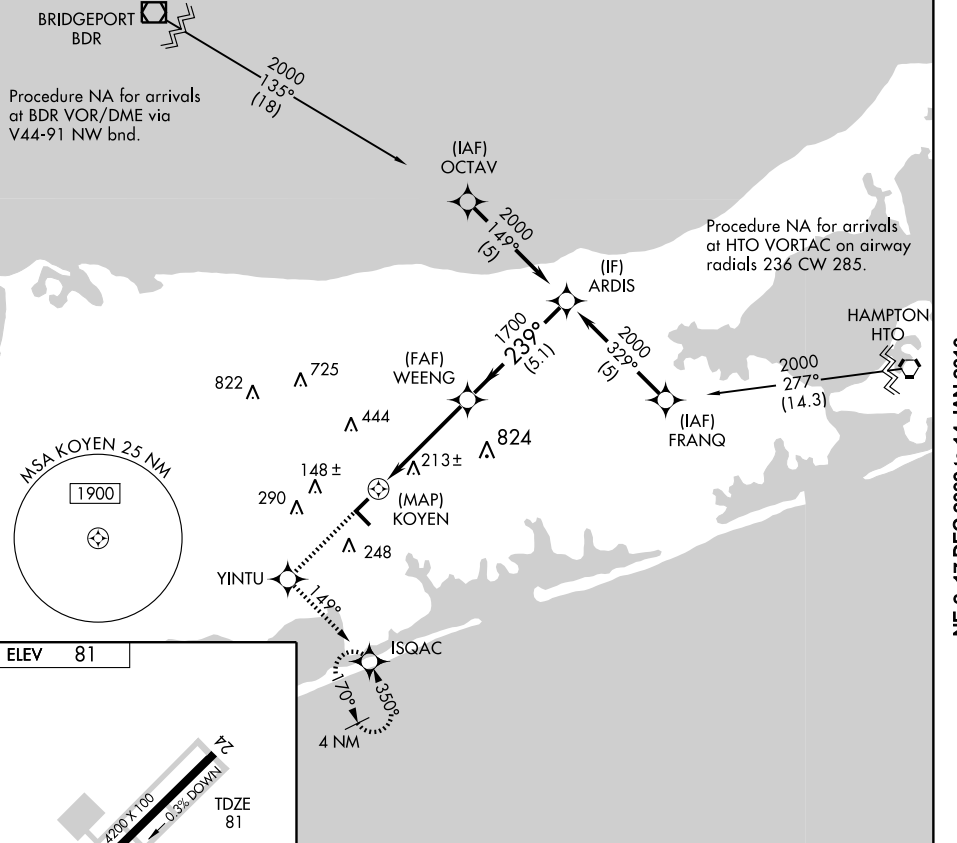 BRIDGEPORT
BDR
2000
135°
(18)
Procedure NA for arrivals
at BDR VOR/DME via
V44-91 NW bnd.
(IAF)
OCTAV
2000
149°
(5)
Procedure NA for arrivals
at HTO VORTAC on airway
radials 236 CW 285.
(IF)
ARDIS
HAMPTON
HTO
1700
239°
(5.1)
2000
329°
(5)
2000
277°
(14.3)
(FAF)
WEENG
(IAF)
FRANQ
822
725
444
824
213±
148±
290
(MAP)
KOYEN
248
MSA KOYEN 25 NM
1900
YINTU
149°
ISQAC
170°
350°
4 NM
ELEV 81
24
4200 X 100
0.3% DOWN
TDZE
81